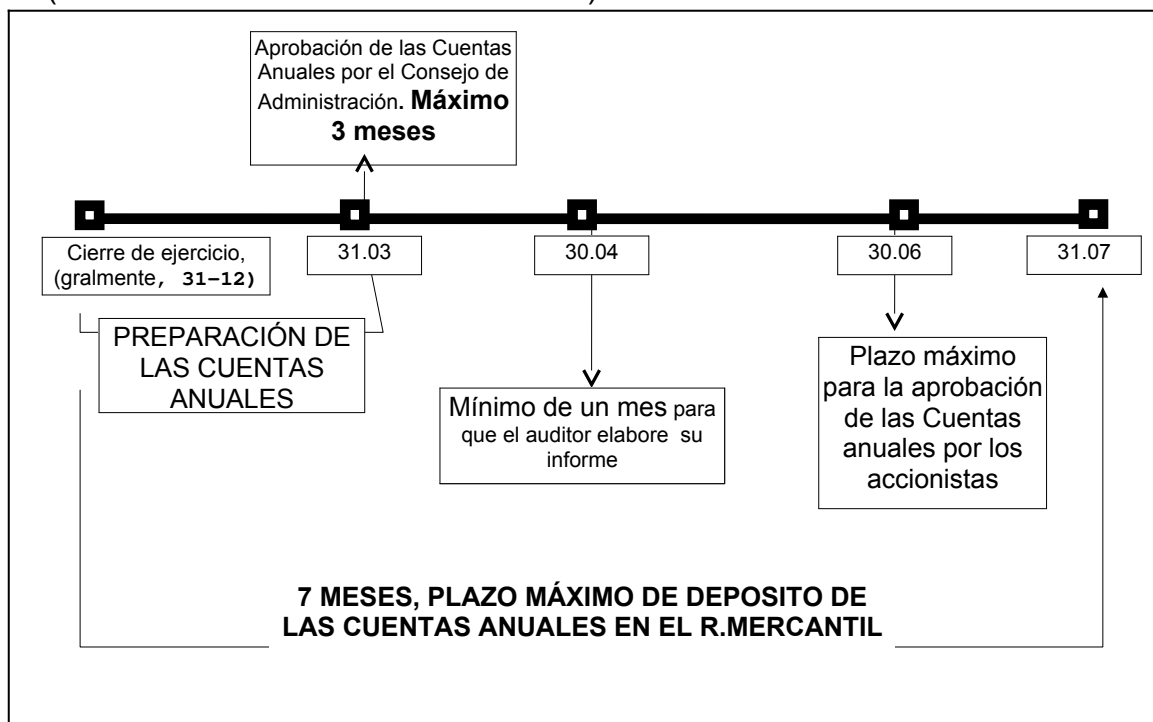 Aprobación de las Cuentas
Anuales por el Consejo de
Administración. Máximo
3 meses
Cierre de ejercicio,
(gralmente, 31-12)
31.03
30.04
30.06
31.07
PREPARACIÓN DE
LAS CUENTAS
ANUALES
Mínimo de un mes para
que el auditor elabore su
informe
Plazo máximo
para la aprobación
de las Cuentas
anuales por los
accionistas
7 MESES, PLAZO MÁXIMO DE DEPOSITO DE
LAS CUENTAS ANUALES EN EL R.MERCANTIL